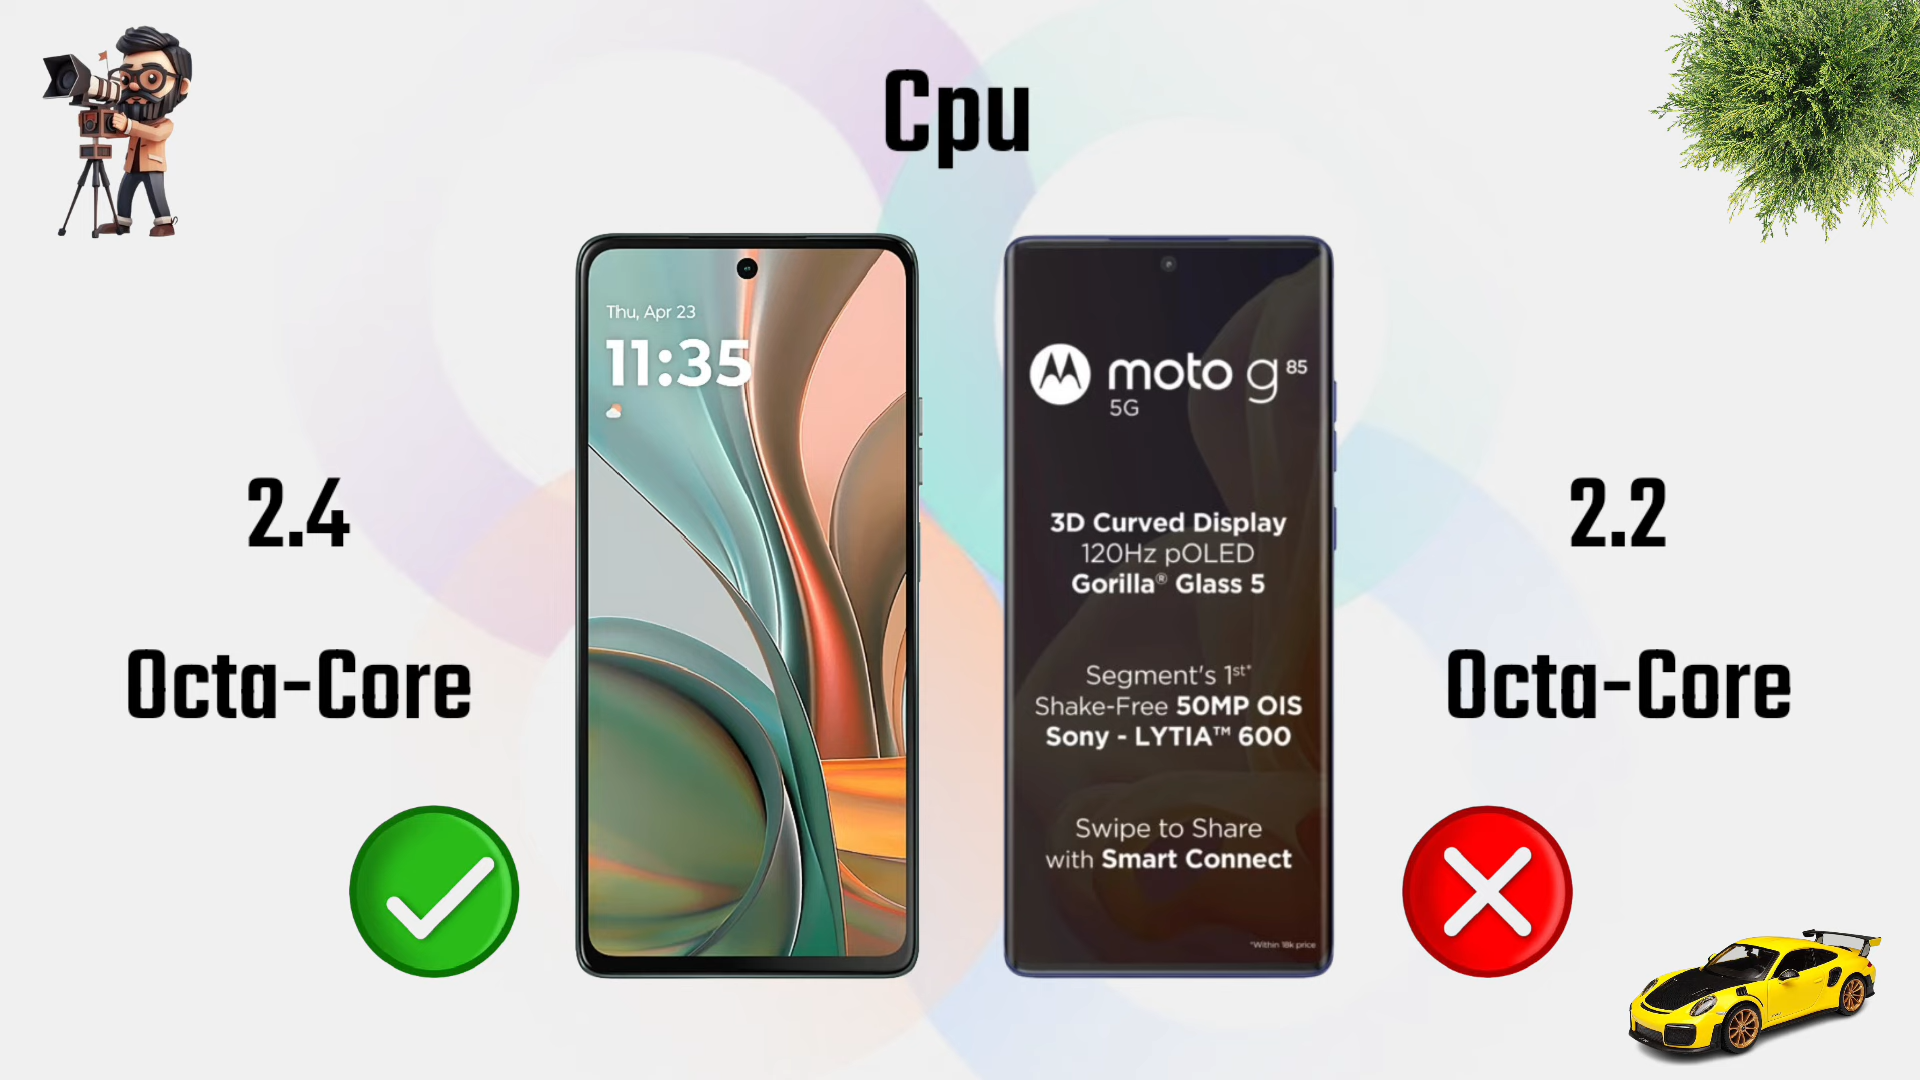 Cpu
Thu, Apr 23
11:35
2.4
Octa-Core
moto g 85
5G
3D Curved Display
120Hz pOLED
Gorilla® Glass 5
Segment's 1st*
Shake-Free 50MP OIS
Sony - LYTIA™ 600
Swipe to Share
with Smart Connect
*Within 18k price
2.2
Octa-Core